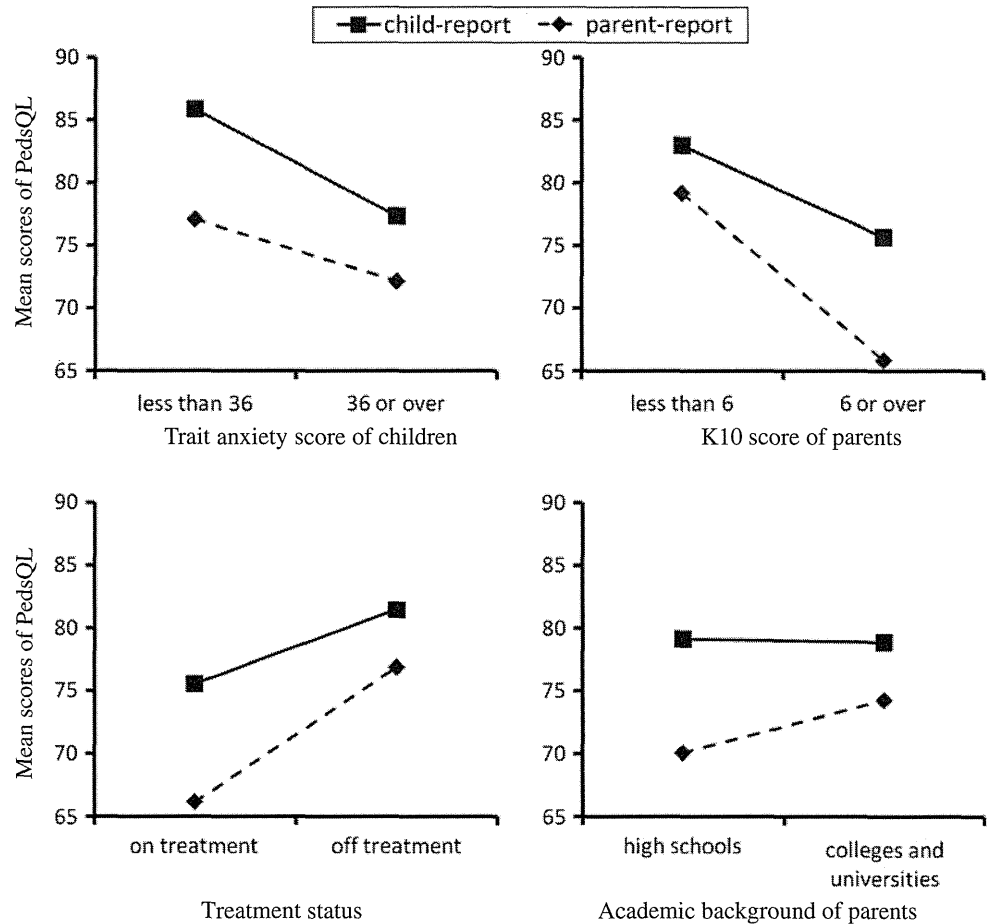 child-report parent-report
90 90
85 85
80 80
75 75
70 70
65 65
Mean scores of PedsQL
less than 36 36 or over less than 6 6 or over
Trait anxiety score of children K10 score of parents
90 90
85 85
80 80
75 75
70 70
65 65
Mean scores of PedsQL
on treatment off treatment high schools colleges and
universities
Treatment status Academic background of parents